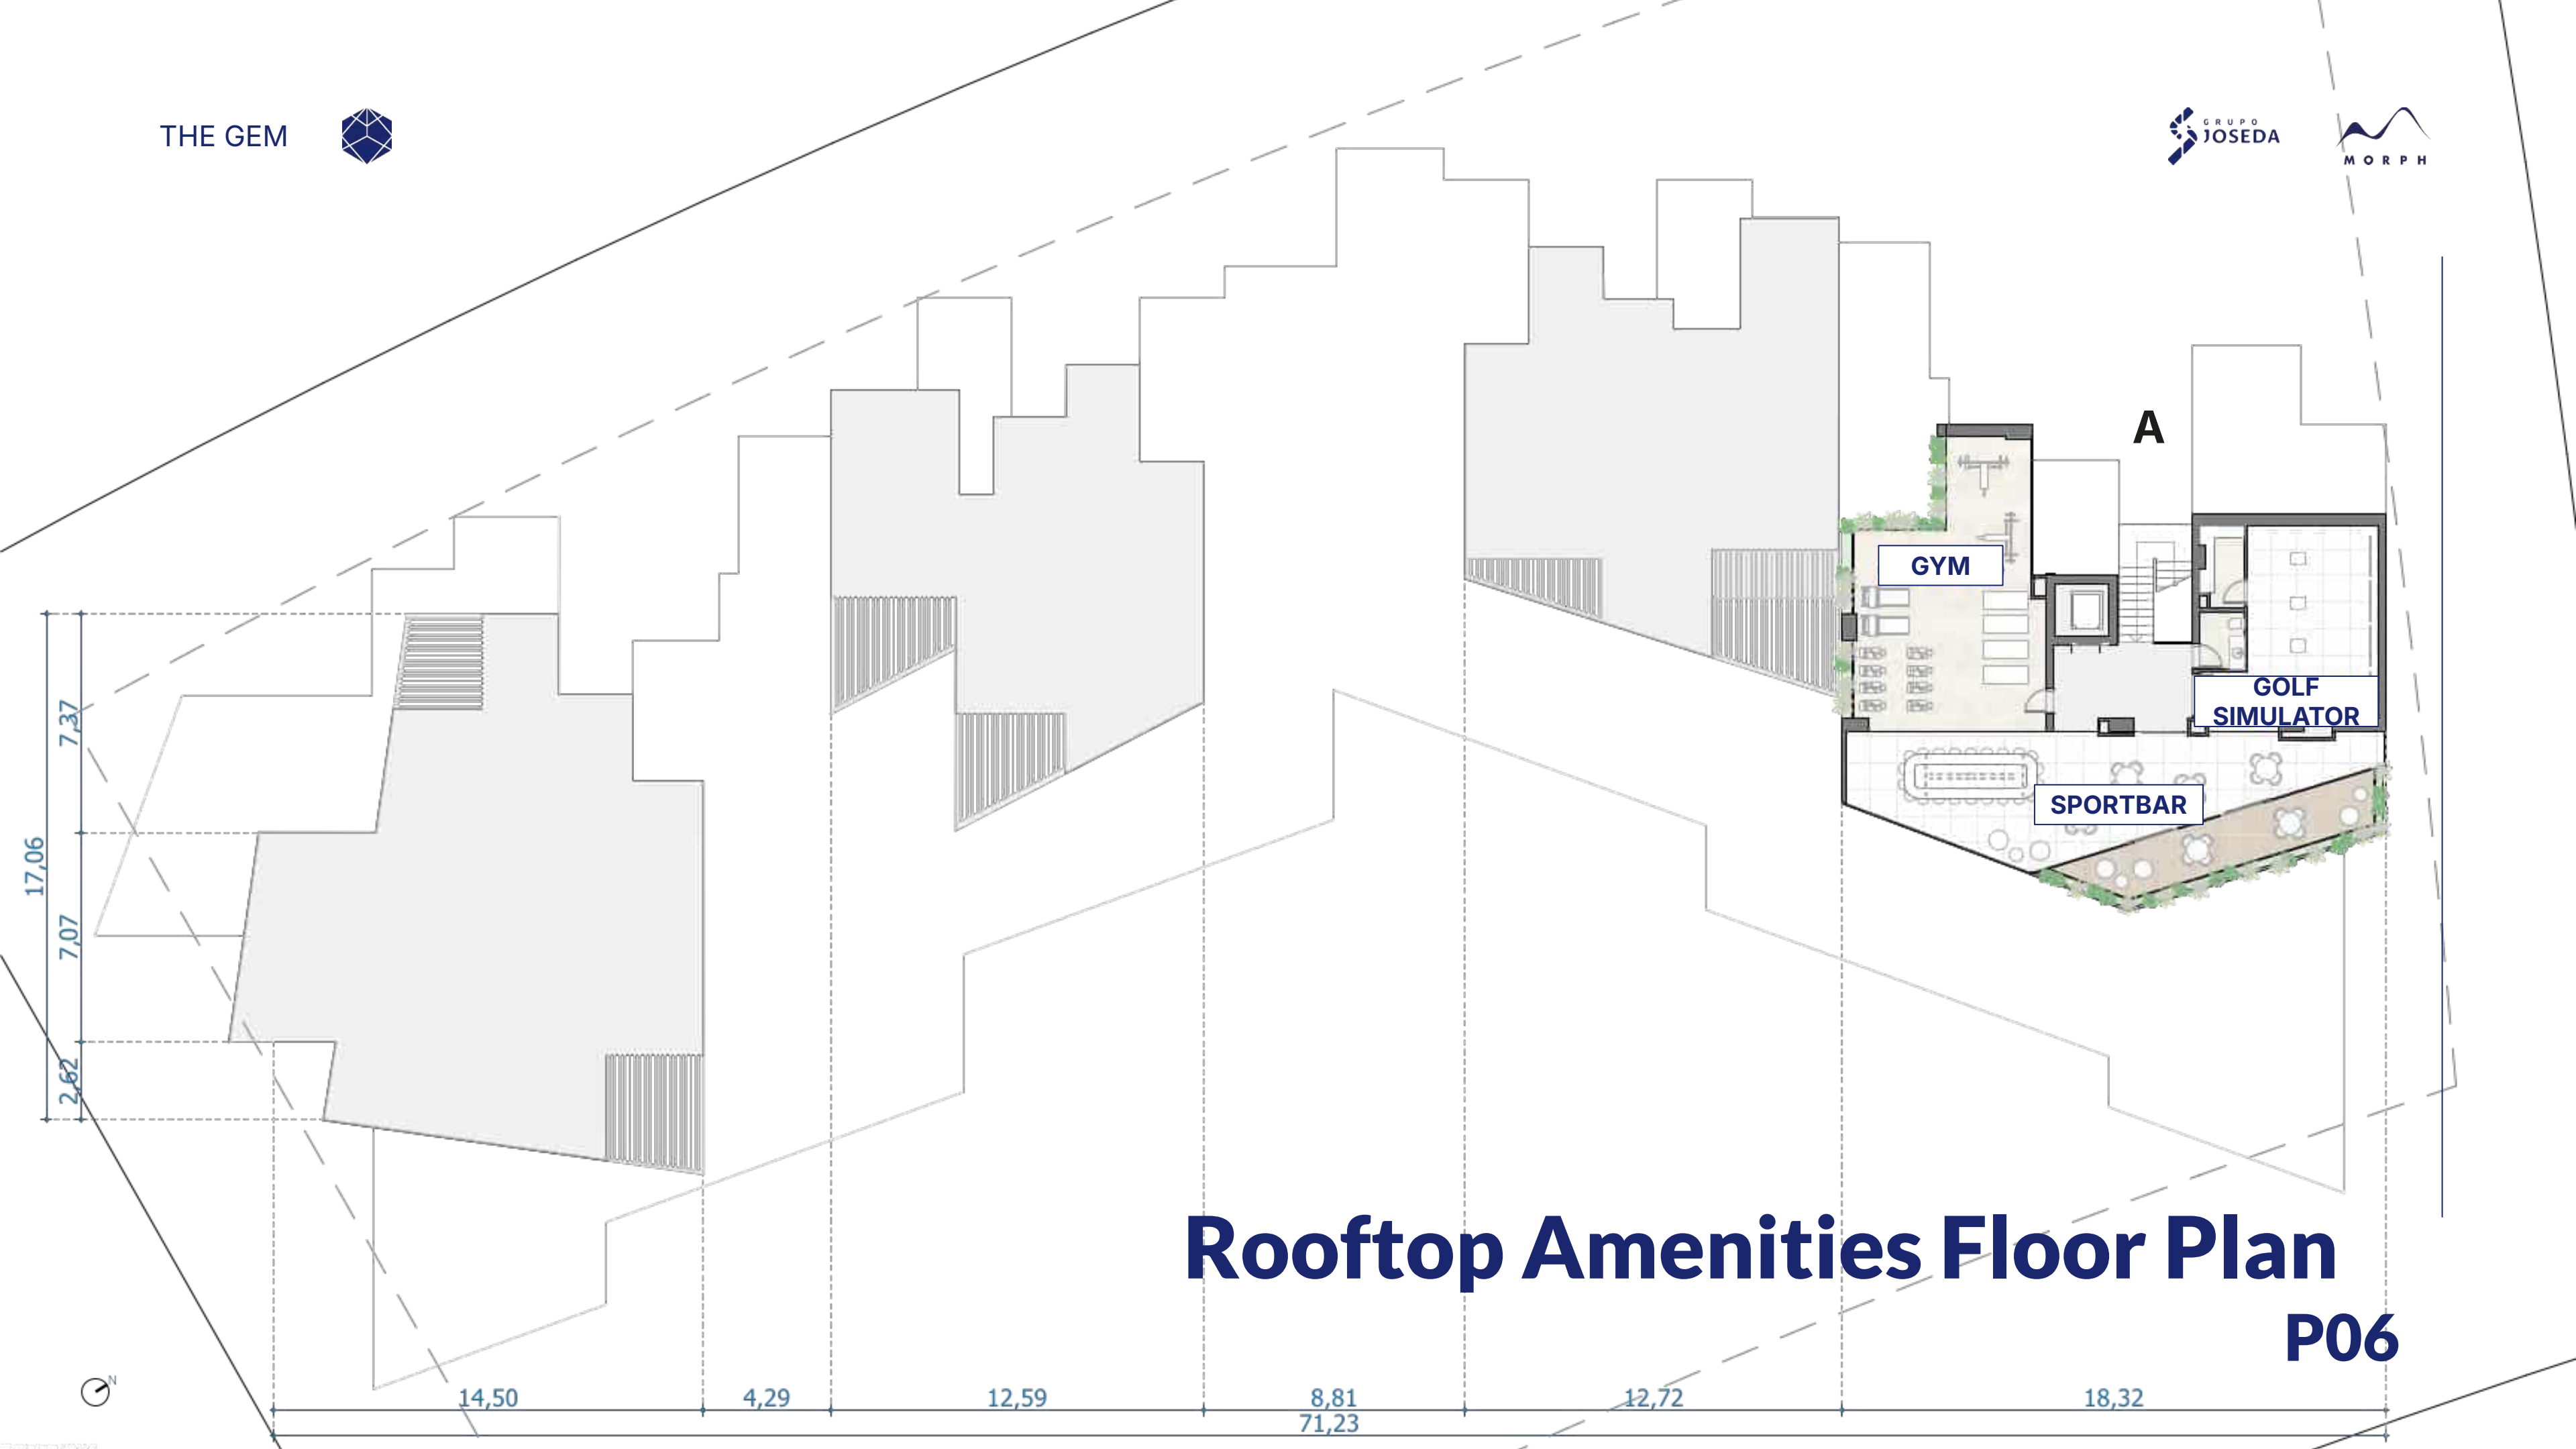 THE GEM
GRUPO
JOSEDA
MORPH
A
GYM
GOLF
SIMULATOR
SPORTBAR
7,37
17,06
7,07
2,62
Rooftop Amenities Floor Plan
P06
N
14,50
4,29
12,59
8,81
12,72
18,32
71,23